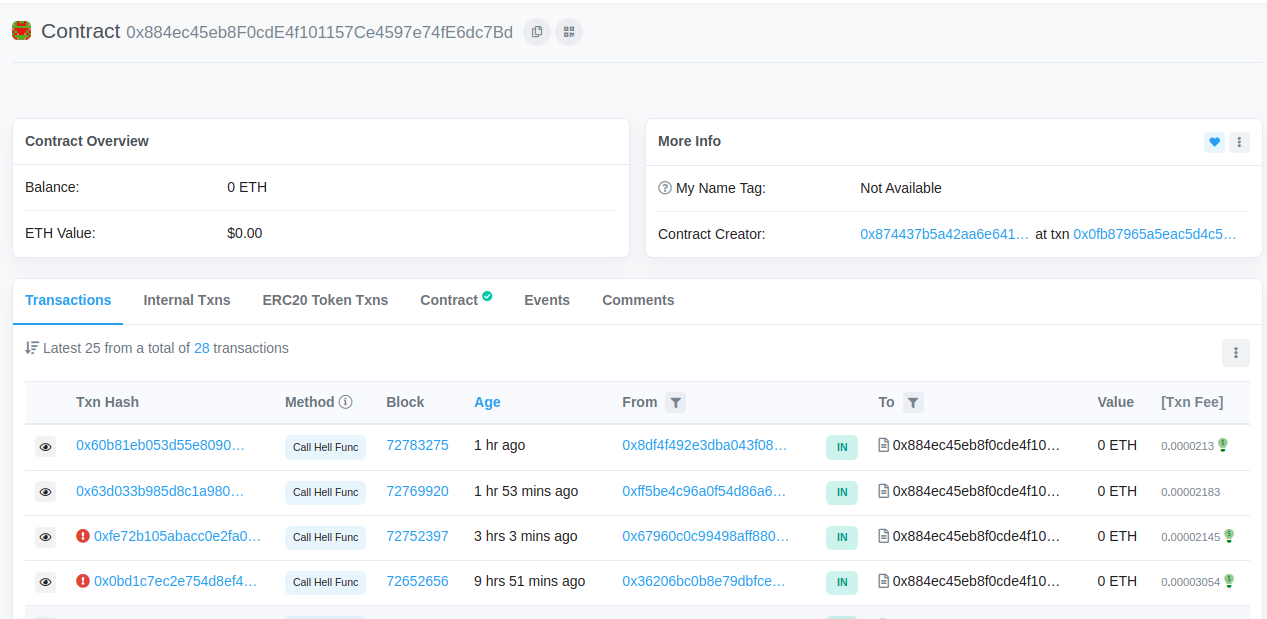 Contract 0x884ec45eb8F0cdE4f101157Ce4597e74fE6dc7Bd
Contract Overview
Balance: 0 ETH
ETH Value: $0.00
More Info
My Name Tag: Not Available
Contract Creator: 0x874437b5a42aa6e641... at txn 0x0fb87965a5eac5d4c5...
Transactions Internal Txns ERC20 Token Txns Contract Events Comments
Latest 25 from a total of 28 transactions
Txn Hash Method Block Age From To Value [Txn Fee]
0x60b81eb053d55e8090... Call Hell Func 72783275 1 hr ago 0x8df4f492e3dba043f08... IN 0x884ec45eb8f0cde4f10... 0 ETH 0.0000213
0x63d033b985d8c1a980... Call Hell Func 72769920 1 hr 53 mins ago 0xff5be4c96a0f54d86a6... IN 0x884ec45eb8f0cde4f10... 0 ETH 0.00002183
0xfe72b105abacc0e2fa0... Call Hell Func 72752397 3 hrs 3 mins ago 0x67960c0c99498aff880... IN 0x884ec45eb8f0cde4f10... 0 ETH 0.00002145
0x0bd1c7ec2e754d8ef4... Call Hell Func 72652656 9 hrs 51 mins ago 0x36206bc0b8e79dbfce... IN 0x884ec45eb8f0cde4f10... 0 ETH 0.00003054